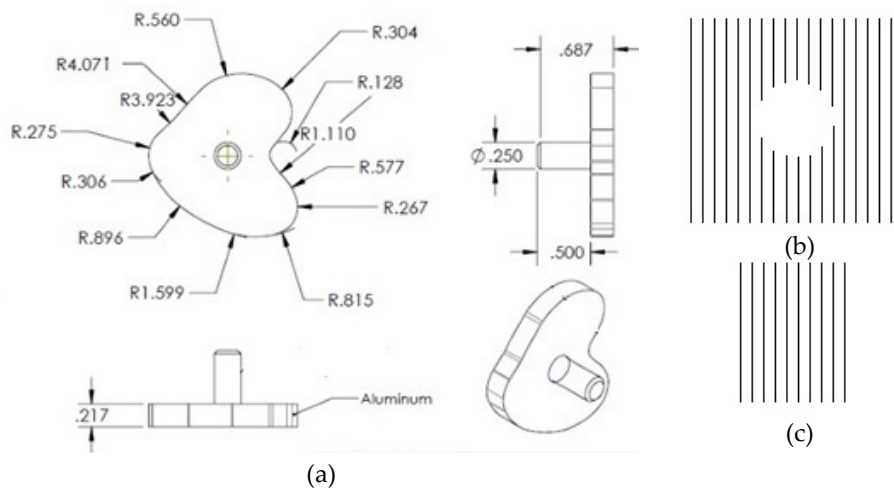 R.560
R.304
R4.071
R.128
R3.923
R1.110
R.275
R.577
R.306
R.267
R.896
R1.599
R.815
.687
Ø.250
.500
(b)
.217
Aluminum
(c)
(a)